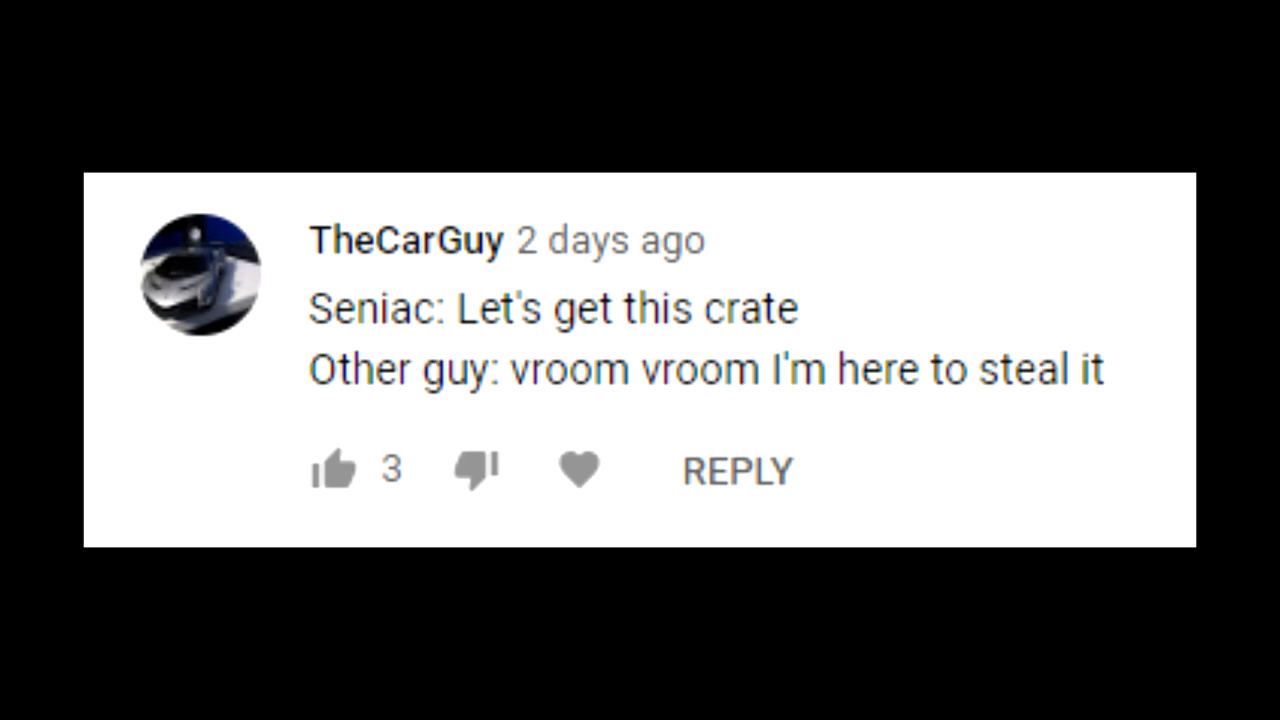 TheCarGuy 2 days ago
Seniac: Let's get this crate
Other guy: vroom vroom I'm here to steal it
3 REPLY